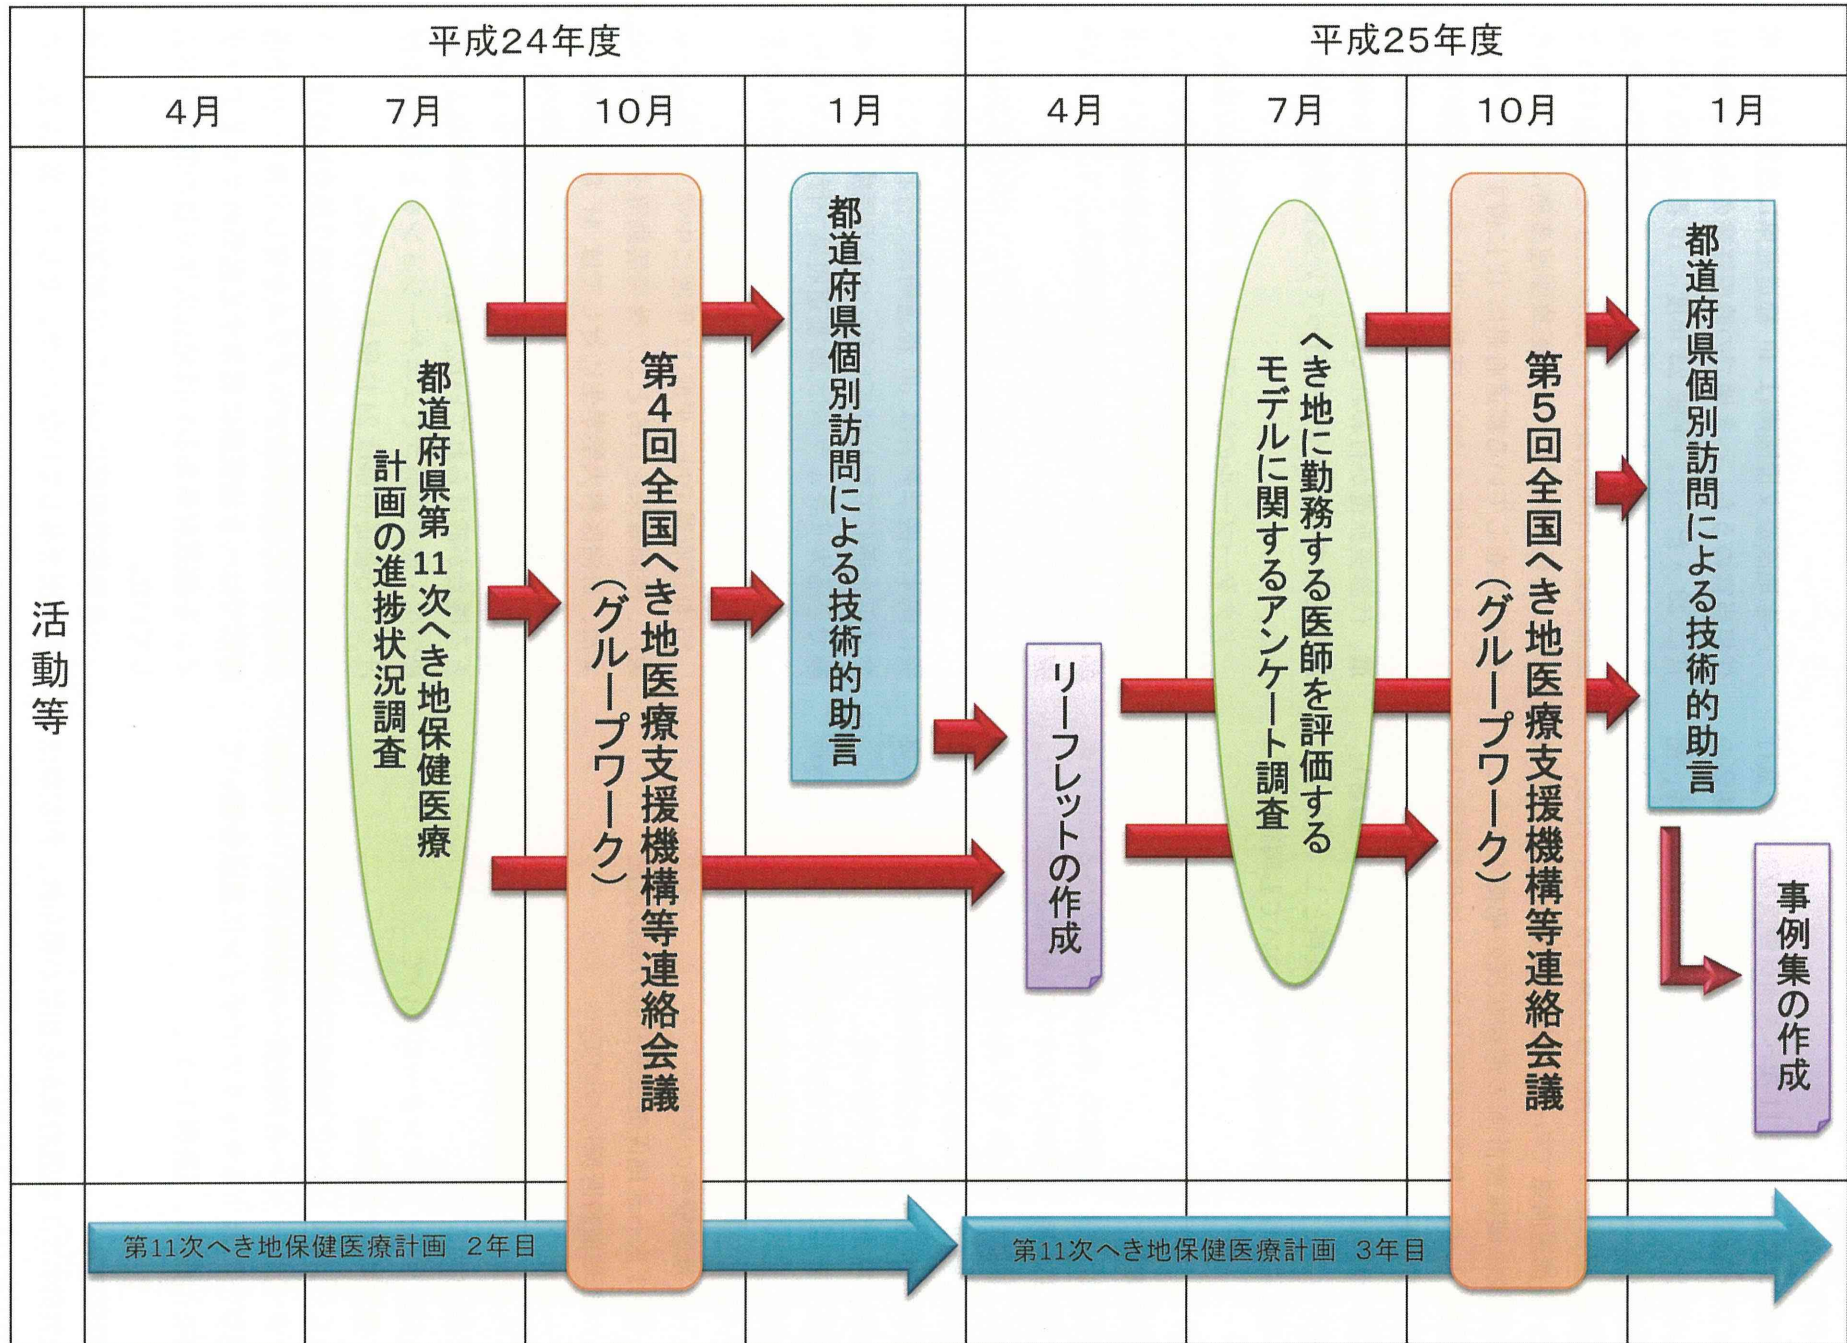 平成24年度
平成25年度
4月
7月
10月
1月
4月
7月
10月
1月
活動等
都道府県第11次へき地保健医療
計画の進捗状況調査
第4回全国へき地医療支援機構等連絡会議
（グループワーク）
都道府県個別訪問による技術的助言
リーフレットの作成
へき地に勤務する医師を評価する
モデルに関するアンケート調査
第5回全国へき地医療支援機構等連絡会議
（グループワーク）
都道府県個別訪問による技術的助言
事例集の作成
第11次へき地保健医療計画 2年目
第11次へき地保健医療計画 3年目